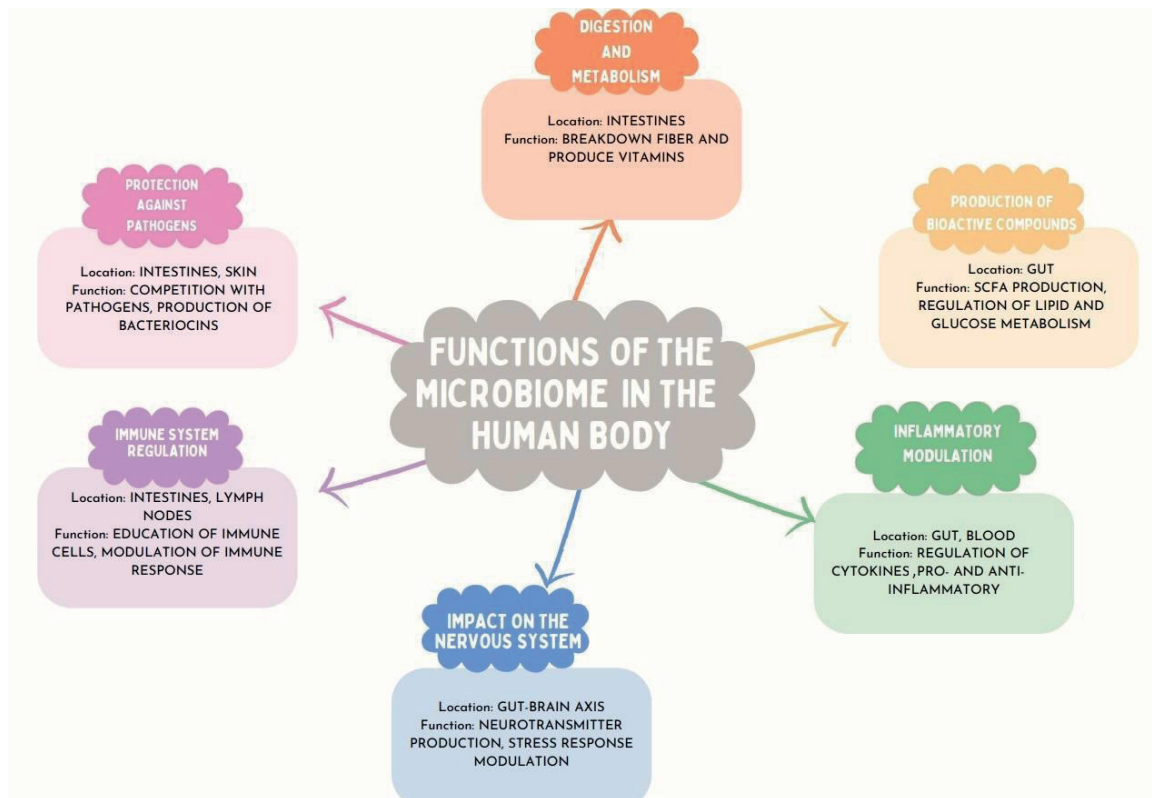 DIGESTION
AND
METABOLISM
Location: INTESTINES
Function: BREAKDOWN FIBER AND
PRODUCE VITAMINS
PROTECTION
AGAINST
PATHOGENS
Location: INTESTINES, SKIN
Function: COMPETITION WITH
PATHOGENS, PRODUCTION OF
BACTERIOCINS
PRODUCTION OF
BIOACTIVE COMPOUNDS
Location: GUT
Function: SCFA PRODUCTION,
REGULATION OF LIPID AND
GLUCOSE METABOLISM
FUNCTIONS OF THE
MICROBIOME IN THE
HUMAN BODY
IMMUNE SYSTEM
REGULATION
Location: INTESTINES, LYMPH
NODES
Function: EDUCATION OF IMMUNE
CELLS, MODULATION OF IMMUNE
RESPONSE
INFLAMMATORY
MODULATION
Location: GUT, BLOOD
Function: REGULATION OF
CYTOKINES ,PRO- AND ANTI-
INFLAMMATORY
IMPACT ON THE
NERVOUS SYSTEM
Location: GUT-BRAIN AXIS
Function: NEUROTRANSMITTER
PRODUCTION, STRESS RESPONSE
MODULATION